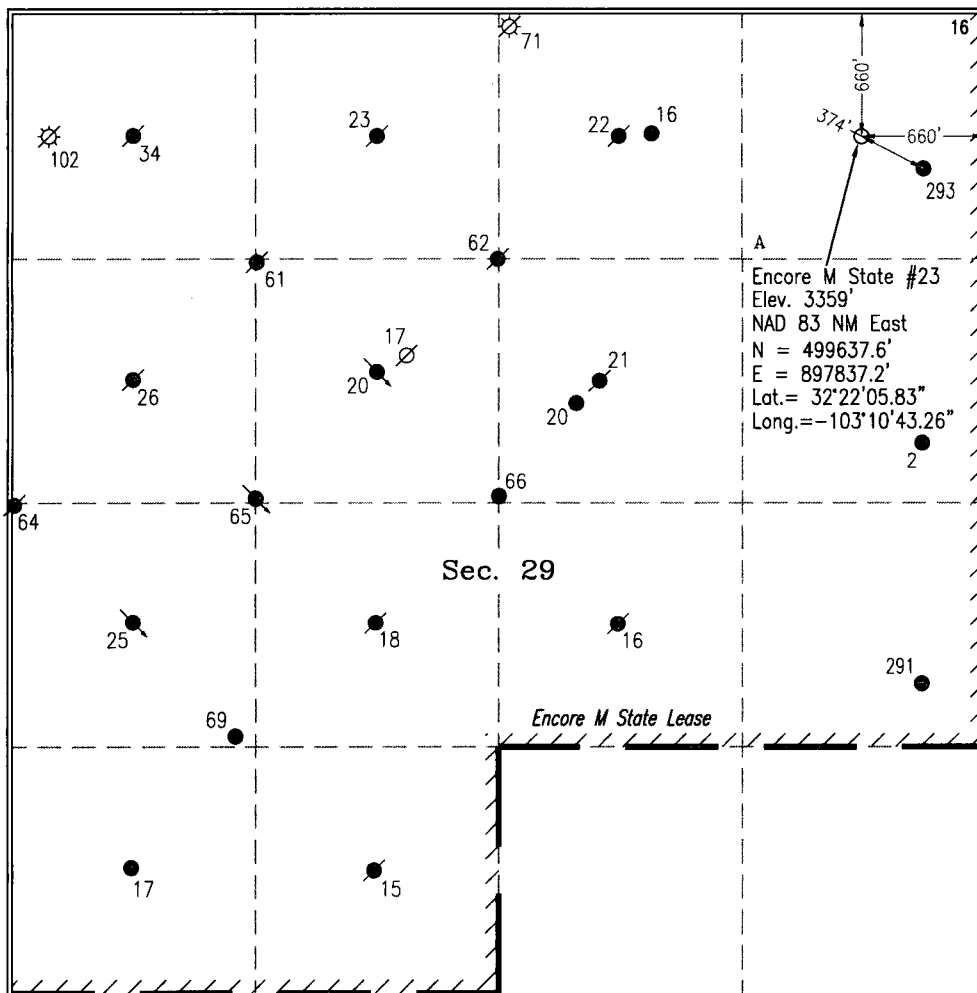 16
71
660'
23
22
16
374'
660'
102
34
293
62
A
61
Encore M State #23
Elev. 3359'
NAD 83 NM East
N = 499637.6'
E = 897837.2'
Lat.= 32°22'05.83"
Long.=-103°10'43.26"
17
20
21
26
20
2
66
64
65
Sec. 29
25
18
16
291
69
Encore M State Lease
17
15